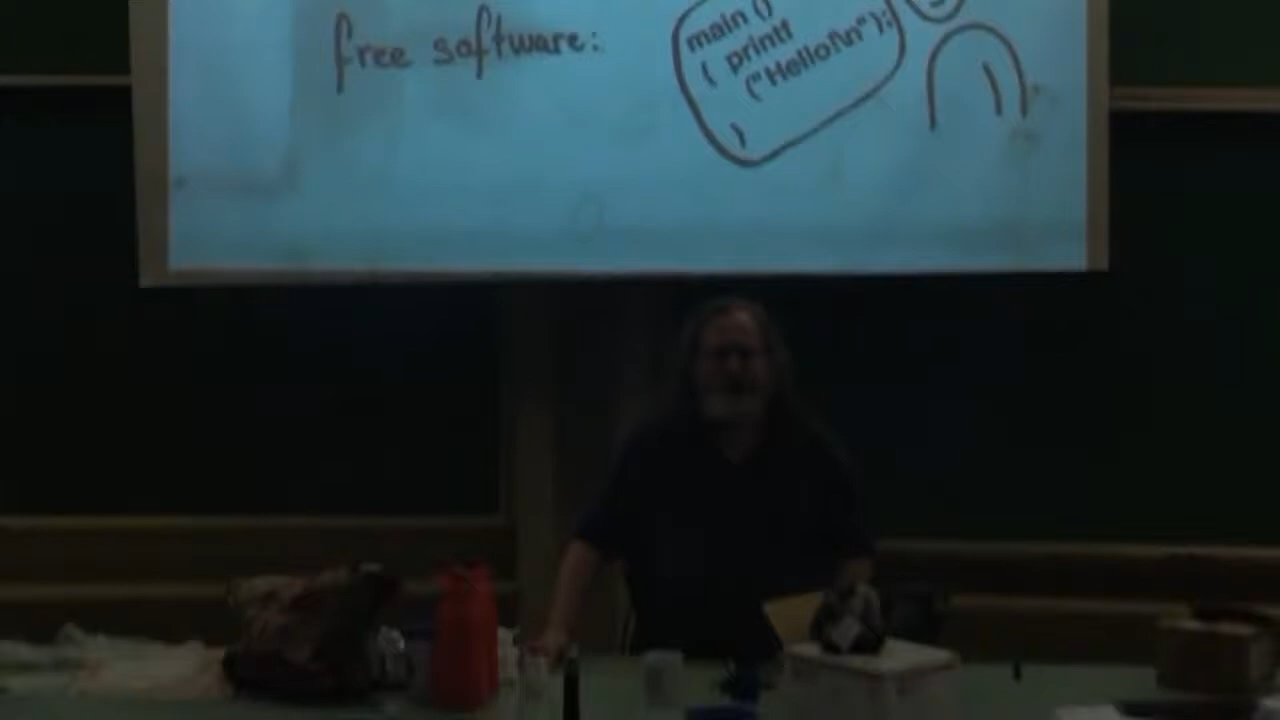 free software:
main ()
{ printf
("Hello!\n");
}